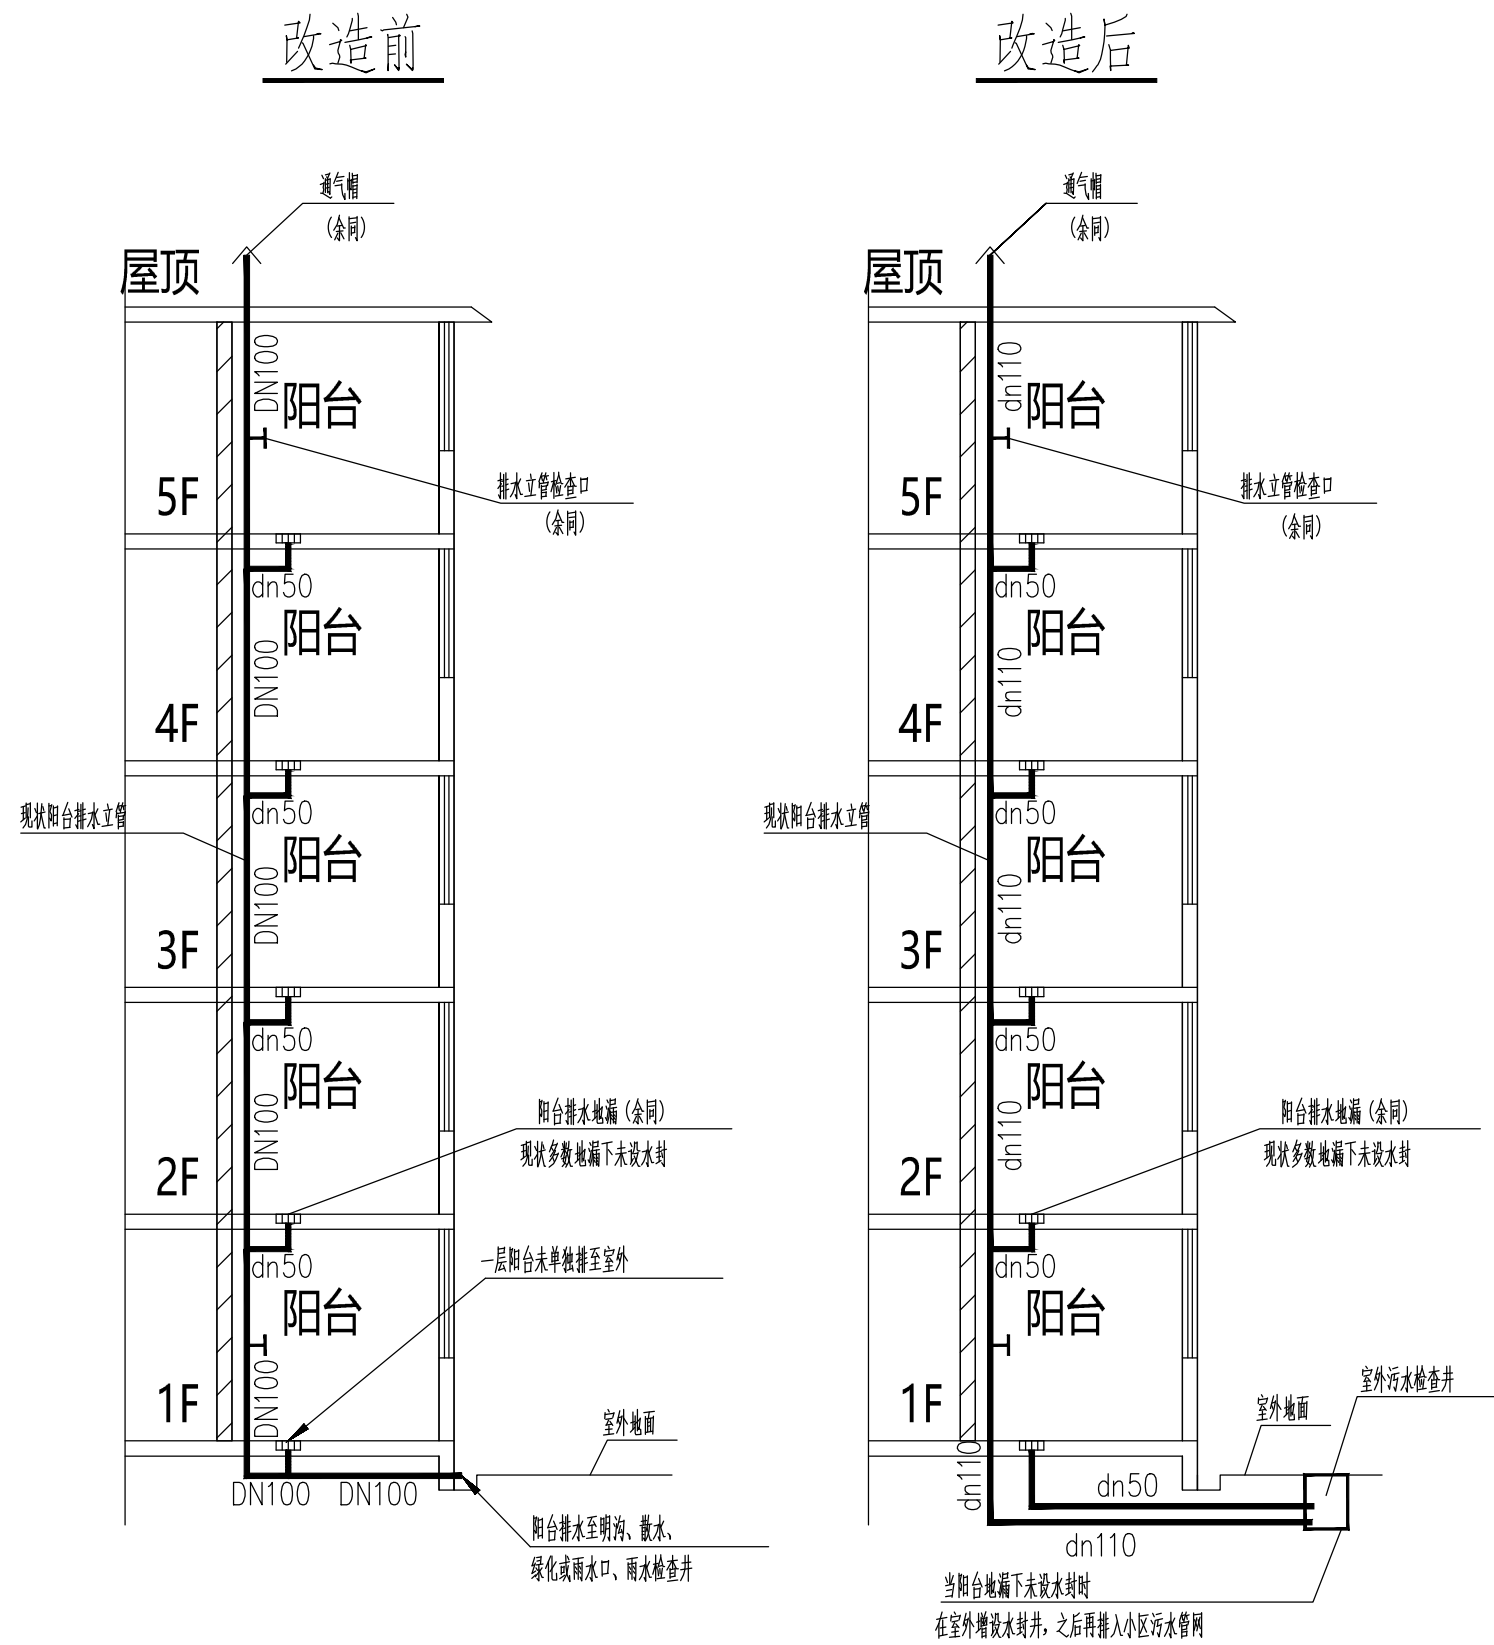 改造前
通气帽
(余同)
屋顶
DN100
阳台
排水立管检查口
(余同)
5F
dn50
阳台
DN100
4F
dn50
现状阳台排水立管
阳台
DN100
3F
dn50
阳台
DN100
阳台排水地漏(余同)
现状多数地漏下未设水封
2F
dn50
一层阳台未单独排至室外
阳台
DN100
1F
室外地面
DN100
DN100
阳台排水至明沟、散水、
绿化或雨水口、雨水检查井
改造后
通气帽
(余同)
屋顶
dn110
阳台
排水立管检查口
(余同)
5F
dn50
阳台
dn110
4F
dn50
现状阳台排水立管
阳台
dn110
3F
dn50
阳台
dn110
阳台排水地漏(余同)
现状多数地漏下未设水封
2F
dn50
阳台
1F
室外污水检查井
室外地面
dn110
dn50
dn110
当阳台地漏下未设水封时
在室外增设水封井，之后再排入小区污水管网